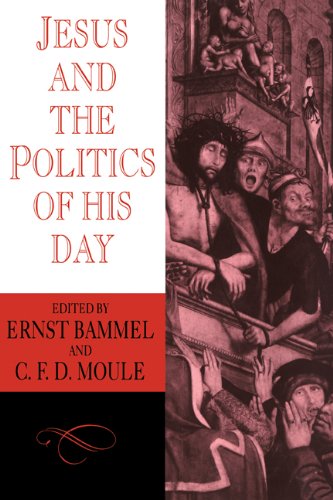 JESUS
AND
THE
POLITICS
OF HIS
DAY
EDITED BY
ERNST BAMMEL
AND
C. F. D. MOULE